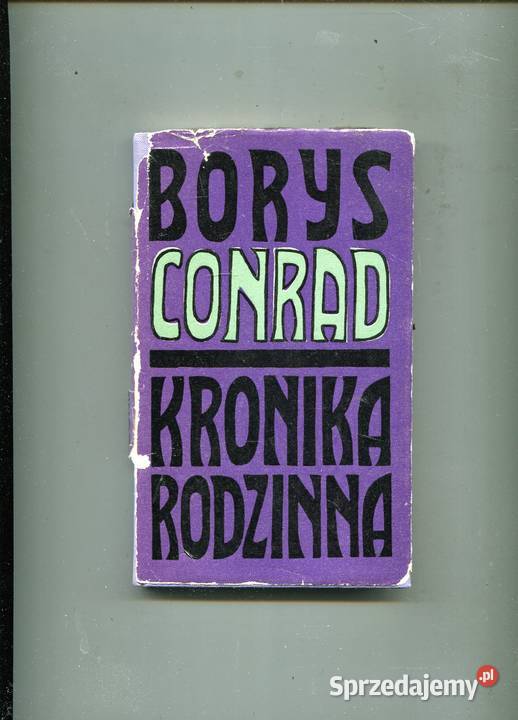 BORYS
CONRAD
KRONIKA
RODZINNA
Sprzedajemy.pl